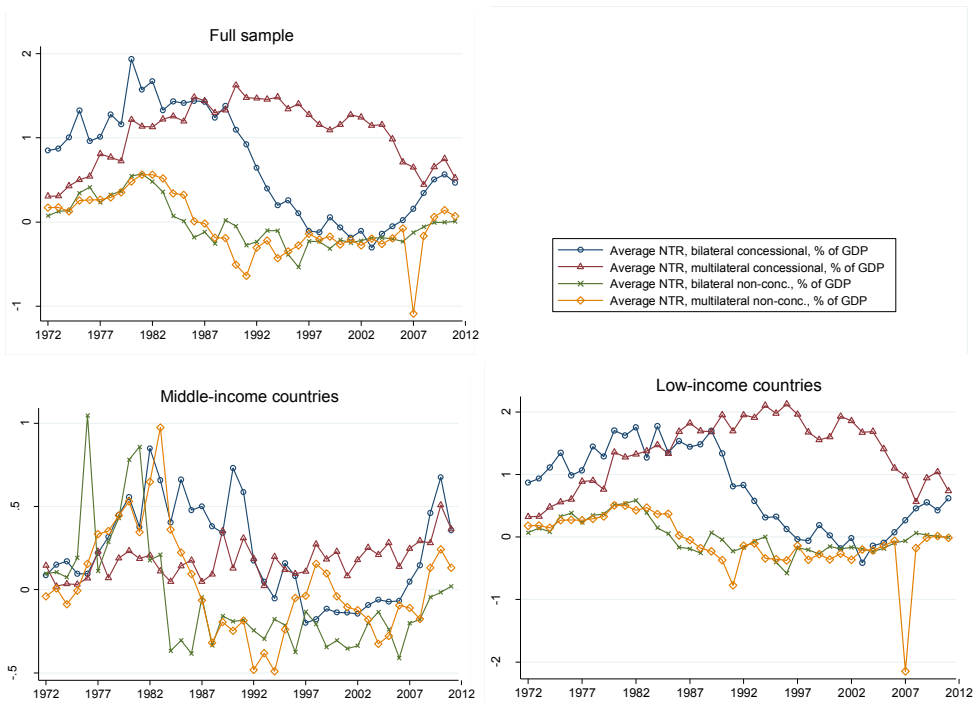 Full sample
2
1
0
-1
1972 1977 1982 1987 1992 1997 2002 2007 2012
Average NTR, bilateral concessional, % of GDP
Average NTR, multilateral concessional, % of GDP
Average NTR, bilateral non-conc., % of GDP
Average NTR, multilateral non-conc., % of GDP
Middle-income countries
1
.5
0
-.5
1972 1977 1982 1987 1992 1997 2002 2007 2012
Low-income countries
2
1
0
-1
-2
1972 1977 1982 1987 1992 1997 2002 2007 2012